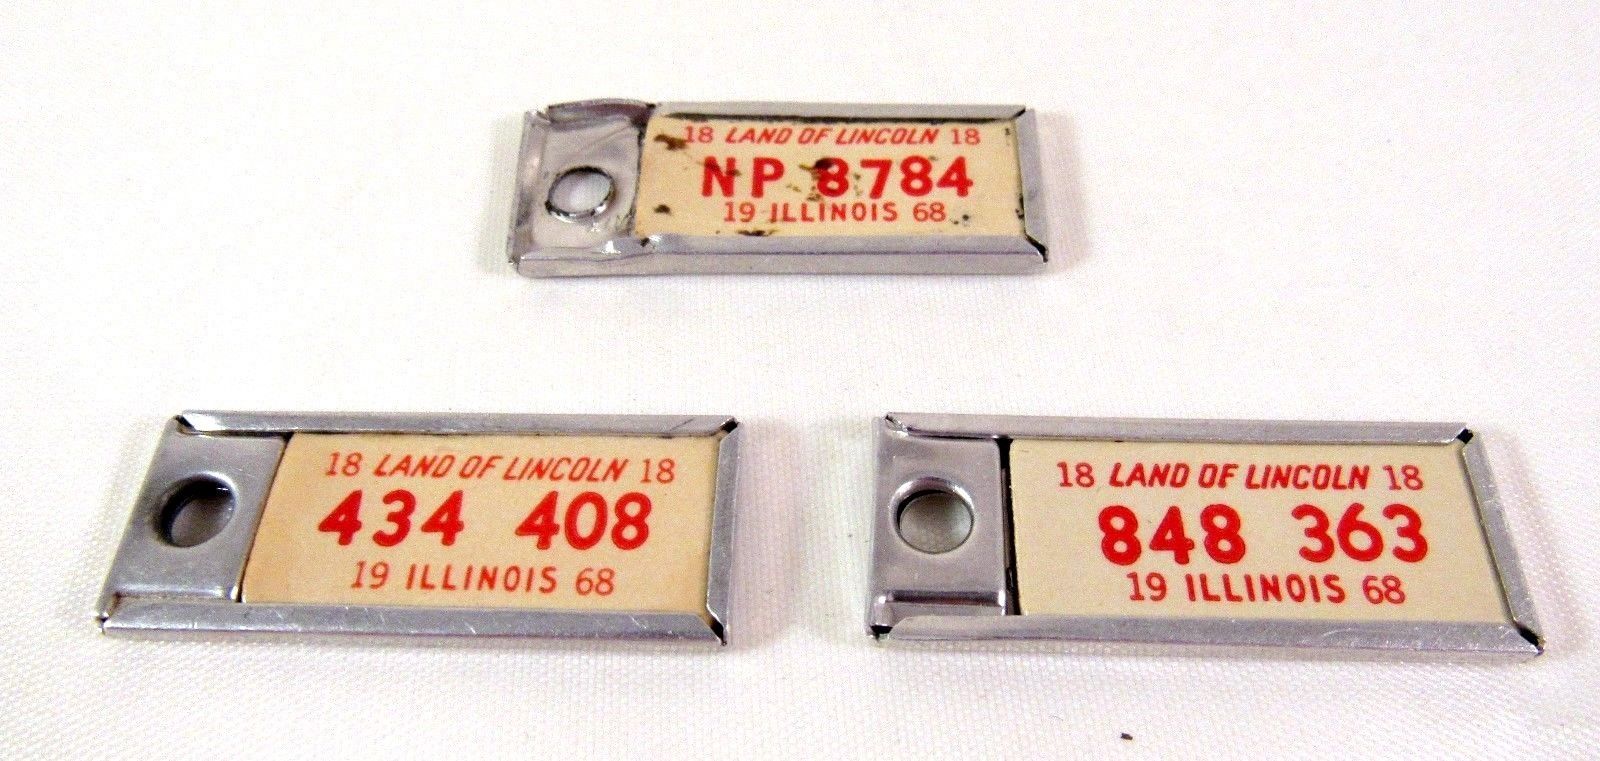 18 LAND OF LINCOLN 18
NP 8784
19 ILLINOIS 68
18 LAND OF LINCOLN 18
434 408
19 ILLINOIS 68
18 LAND OF LINCOLN 18
848 363
19 ILLINOIS 68